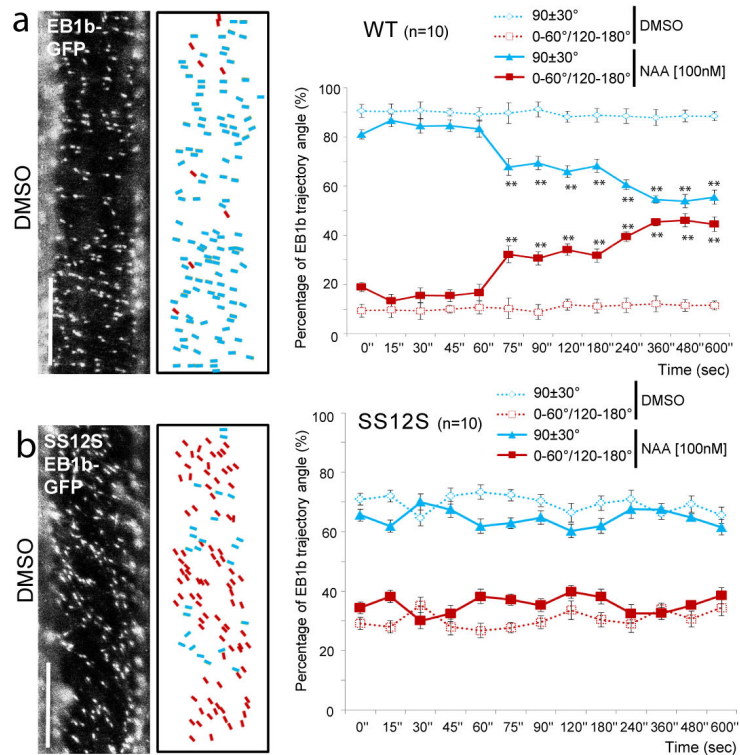 a
EB1b-
GFP
DMSO
WT (n=10)
90±30°
0-60°/120-180°
DMSO
90±30°
0-60°/120-180°
NAA [100nM]
Percentage of EB1b trajectory angle (%)
100
80
60
40
20
0
** ** ** ** ** ** ** **
** ** ** ** ** ** ** **
0" 15" 30" 45" 60" 75" 90" 120" 180" 240" 360" 480" 600"
Time (sec)
b
SS12S
EB1b-
GFP
DMSO
SS12S (n=10)
90±30°
0-60°/120-180°
DMSO
90±30°
0-60°/120-180°
NAA [100nM]
Percentage of EB1b trajectory angle (%)
100
80
60
40
20
0
0" 15" 30" 45" 60" 75" 90" 120" 180" 240" 360" 480" 600"
Time (sec)